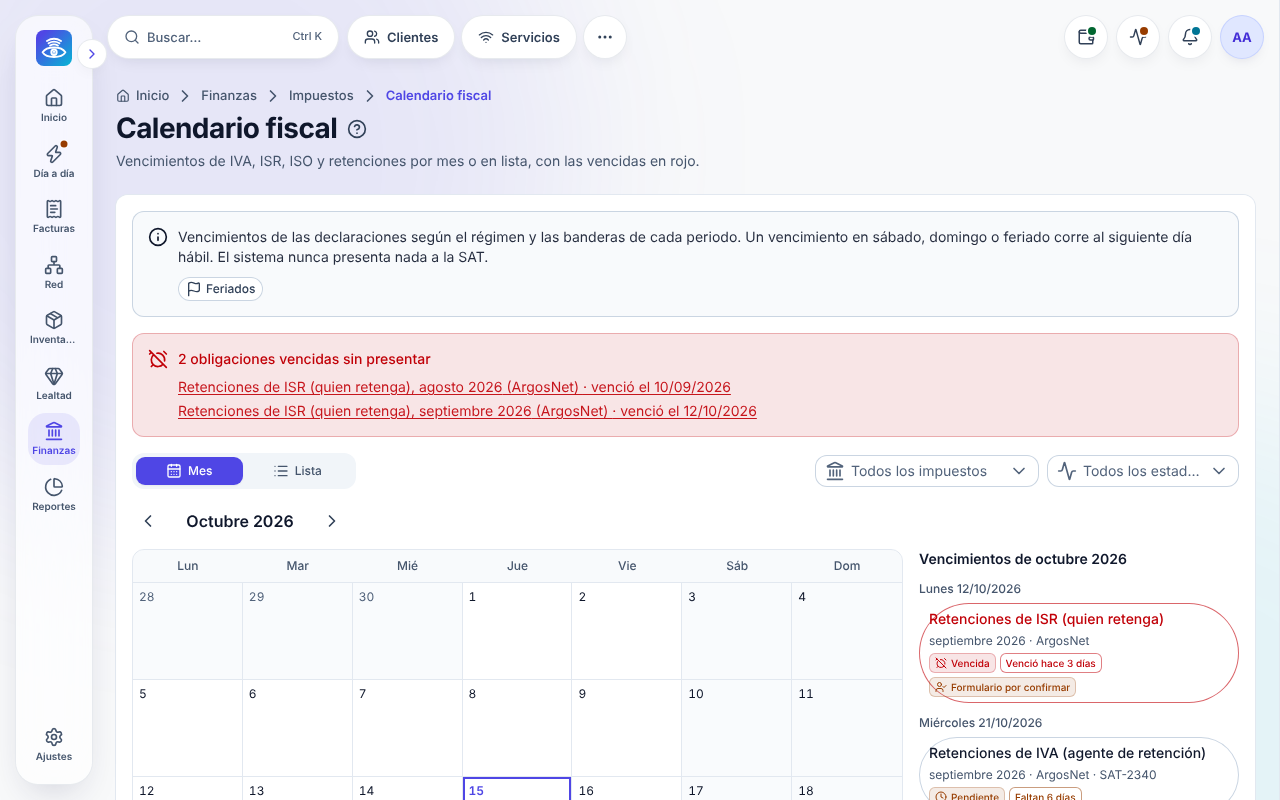 Buscar...
Ctrl K
Clientes
Servicios
AA
Inicio
Día a día
Facturas
Red
Inventa...
Lealtad
Finanzas
Reportes
Ajustes
Inicio
Finanzas
Impuestos
Calendario fiscal
Calendario fiscal
Vencimientos de IVA, ISR, ISO y retenciones por mes o en lista, con las vencidas en rojo.
Vencimientos de las declaraciones según el régimen y las banderas de cada periodo. Un vencimiento en sábado, domingo o feriado corre al siguiente día
hábil. El sistema nunca presenta nada a la SAT.
Feriados
2 obligaciones vencidas sin presentar
Retenciones de ISR (quien retenga), agosto 2026 (ArgosNet) · venció el 10/09/2026
Retenciones de ISR (quien retenga), septiembre 2026 (ArgosNet) · venció el 12/10/2026
Mes
Lista
Todos los impuestos
Todos los estad...
Octubre 2026
Lun Mar Mié Jue Vie Sáb Dom
28 29 30 1 2 3 4
5 6 7 8 9 10 11
12 13 14 15 16 17 18
Vencimientos de octubre 2026
Lunes 12/10/2026
Retenciones de ISR (quien retenga)
septiembre 2026 · ArgosNet
Vencida
Venció hace 3 días
Formulario por confirmar
Miércoles 21/10/2026
Retenciones de IVA (agente de retención)
septiembre 2026 · ArgosNet · SAT-2340
Pendiente
Faltan 6 días